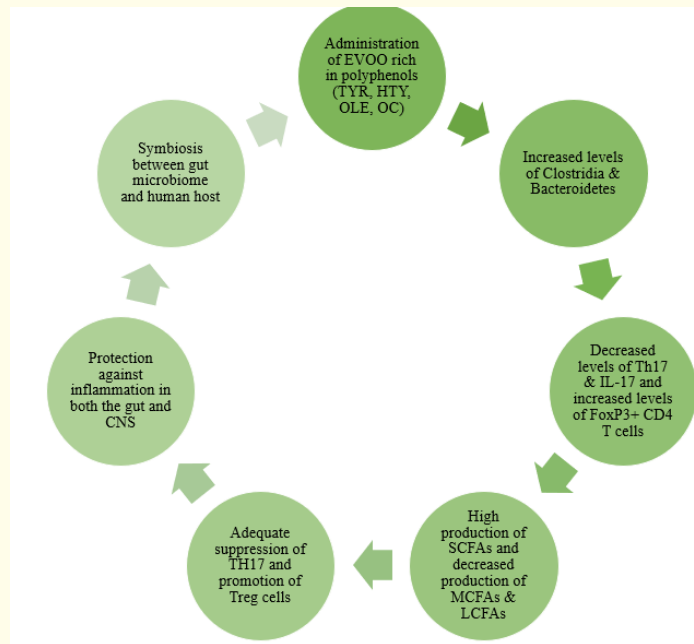 Administration
of EVOO rich
in polyphenols
(TYR, HTY,
OLE, OC)
Increased levels
of Clostridia &
Bacteroidetes
Decreased
levels of Th17
& IL-17 and
increased levels
of FoxP3+ CD4
T cells
High
production of
SCFAs and
decreased
production of
MCFAs &
LCFAs
Adequate
suppression of
TH17 and
promotion of
Treg cells
Protection
against
inflammation in
both the gut and
CNS
Symbiosis
between gut
microbiome
and human
host